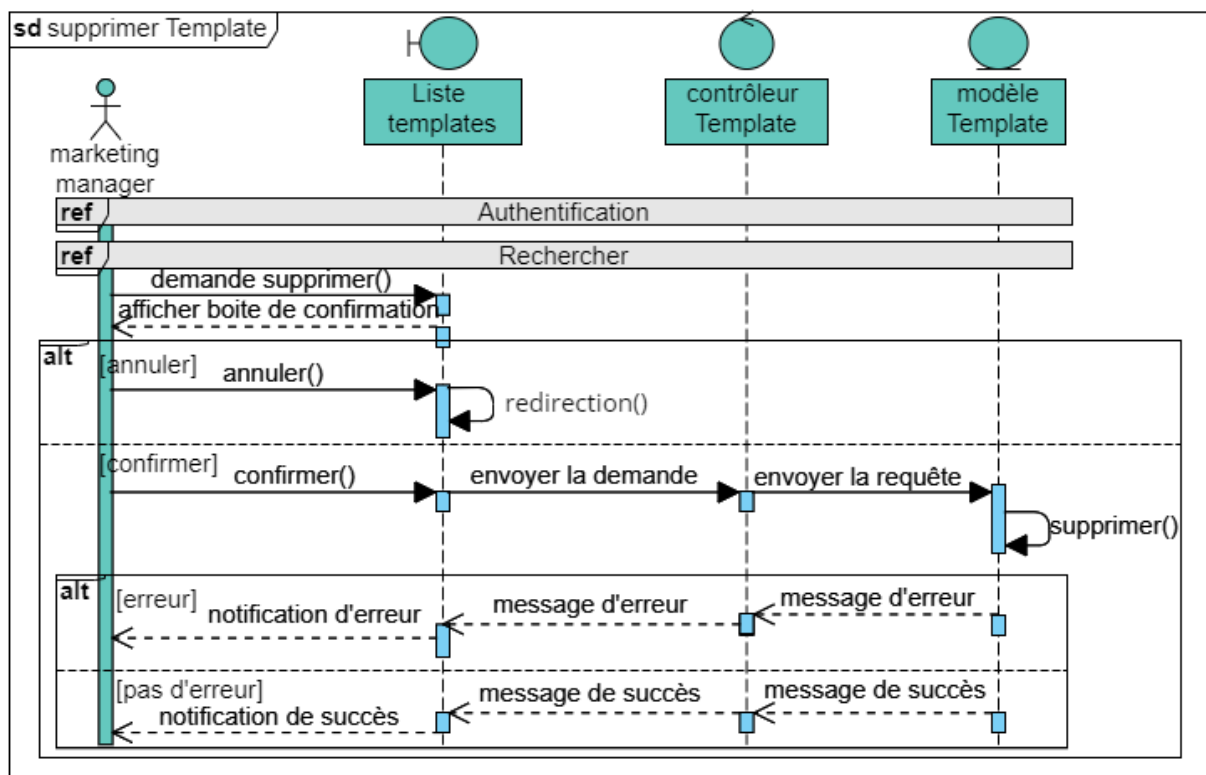 sd supprimer Template
Liste
templates
contrôleur
Template
modèle
Template
marketing
manager
ref Authentification
ref Rechercher
demande supprimer()
afficher boite de confirmation
alt
[annuler]
annuler()
redirection()
[confirmer]
confirmer()
envoyer la demande
envoyer la requête
supprimer()
alt
[erreur]
notification d'erreur
message d'erreur
message d'erreur
[pas d'erreur]
notification de succès
message de succès
message de succès